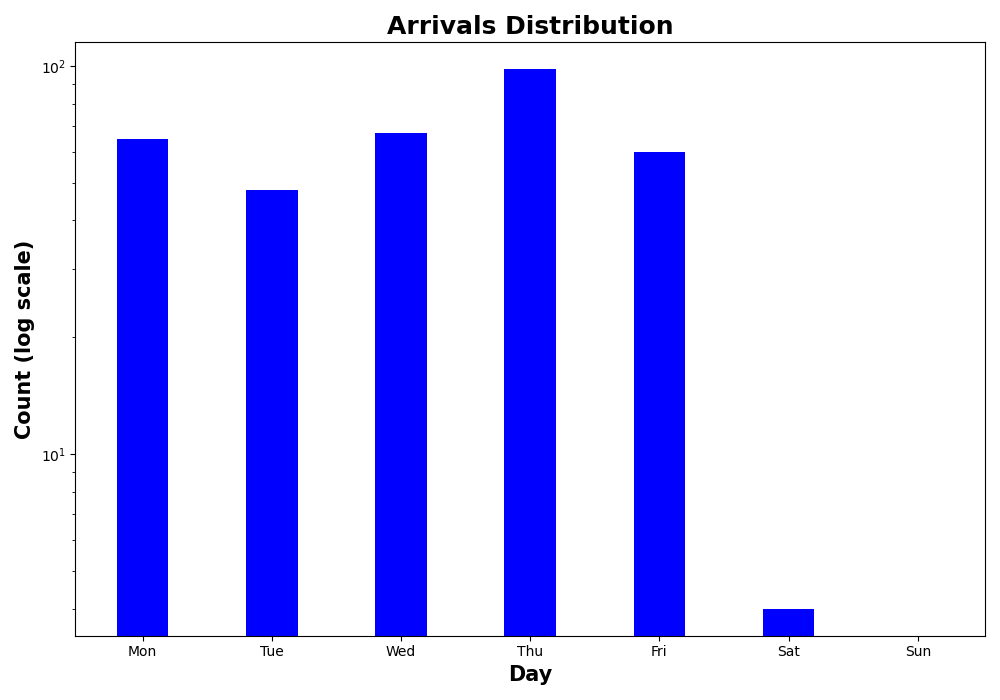 Arrivals Distribution
Count (log scale)
10²
10¹
Mon Tue Wed Thu Fri Sat Sun
Day